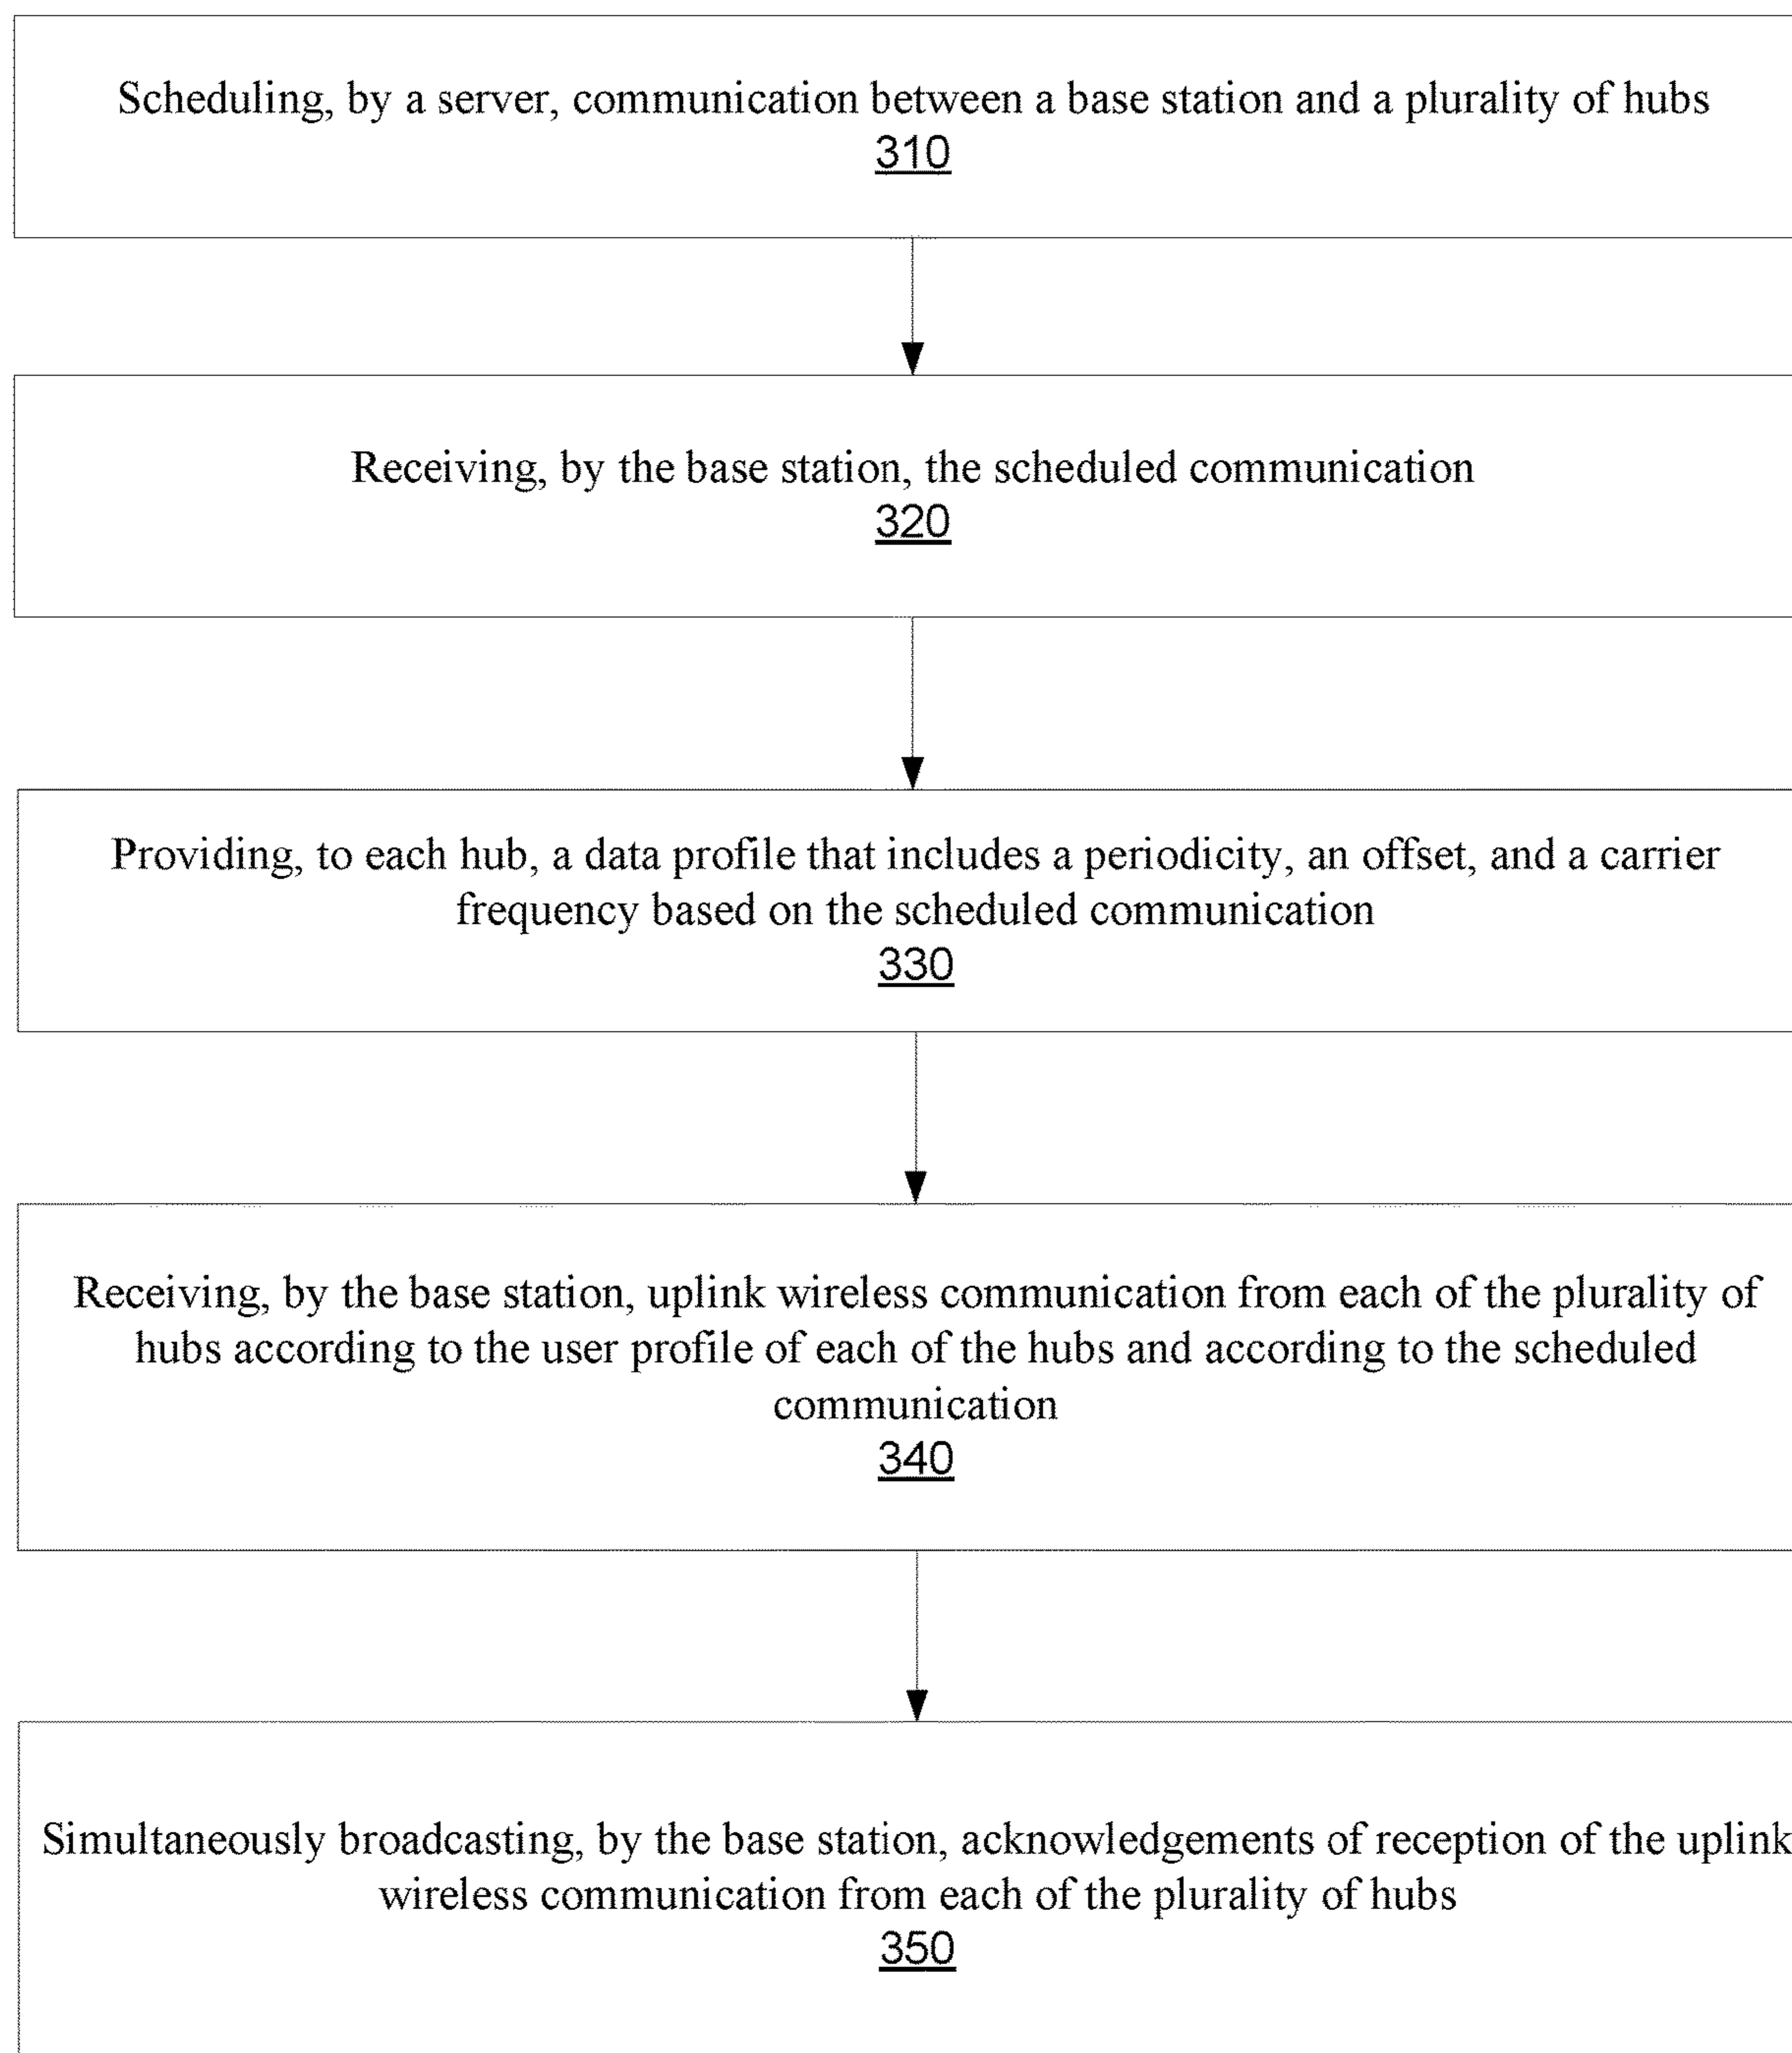 Scheduling, by a server, communication between a base station and a plurality of hubs
310
Receiving, by the base station, the scheduled communication
320
Providing, to each hub, a data profile that includes a periodicity, an offset, and a carrier
frequency based on the scheduled communication
330
Receiving, by the base station, uplink wireless communication from each of the plurality of
hubs according to the user profile of each of the hubs and according to the scheduled
communication
340
Simultaneously broadcasting, by the base station, acknowledgements of reception of the uplink
wireless communication from each of the plurality of hubs
350